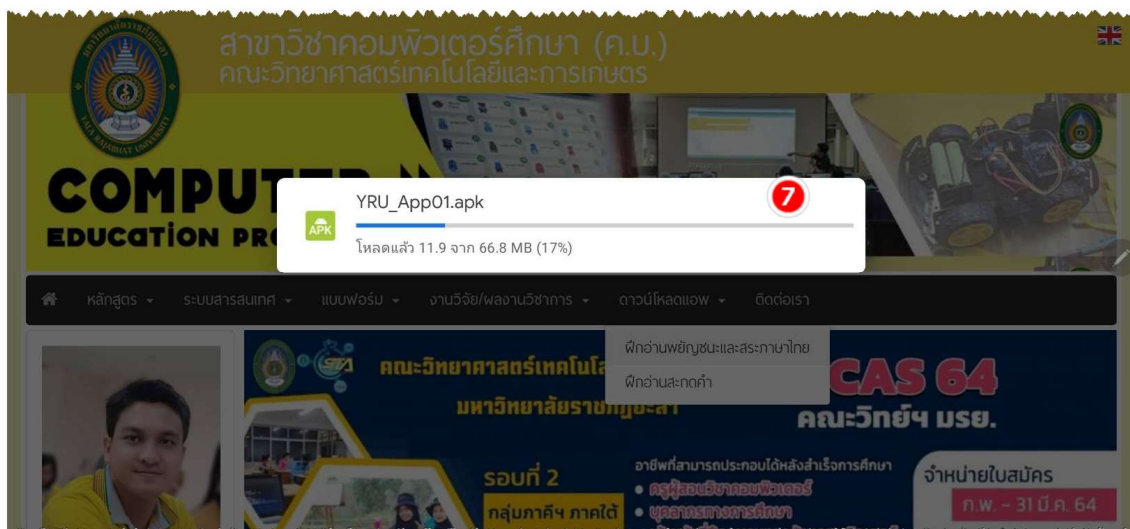 สาขาวิชาคอมพิวเตอร์ศึกษา (ค.บ.)
คณะวิทยาศาสตร์เทคโนโลยีและการเกษตร
YALA RAJABHAT UNIVERSITY
COMPUTE
EDUCATION PR
YRU_App01.apk
7
APK
โหลดแล้ว 11.9 จาก 66.8 MB (17%)
หลักสูตร ระบบสารสนเทศ แบบฟอร์ม งานวิจัย/ผลงานวิชาการ ดาวน์โหลดแอพ ติดต่อเรา
ฝึกอ่านพยัญชนะและสระภาษาไทย
ฝึกอ่านสะกดคำ
คณะวิทยาศาสตร์เทคโนโล
CAS 64
มหาวิทยาลัยราชภัฏยะลา
คณะวิทย์ฯ มรย.
รอบที่ 2
กลุ่มภาคีฯ ภาคใต้
อาชีพที่สามารถประกอบได้หลังสำเร็จการศึกษา
ครูผู้สอนวิชาคอมพิวเตอร์
บุคลากรทางการศึกษา
จำหน่ายใบสมัคร
ก.พ. - 31 มี.ค. 64